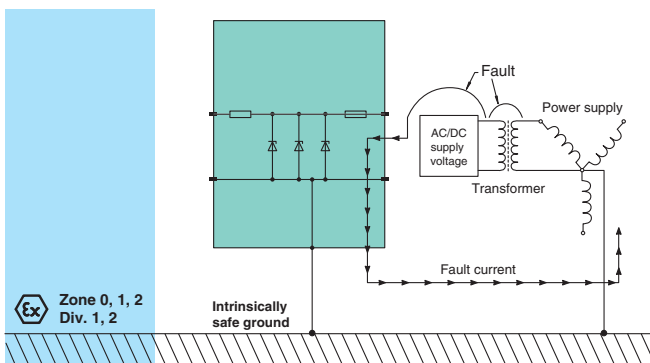 Fault
Power supply
AC/DC
supply
voltage
Transformer
Fault current
Intrinsically
safe ground
Ex
Zone 0, 1, 2
Div. 1, 2